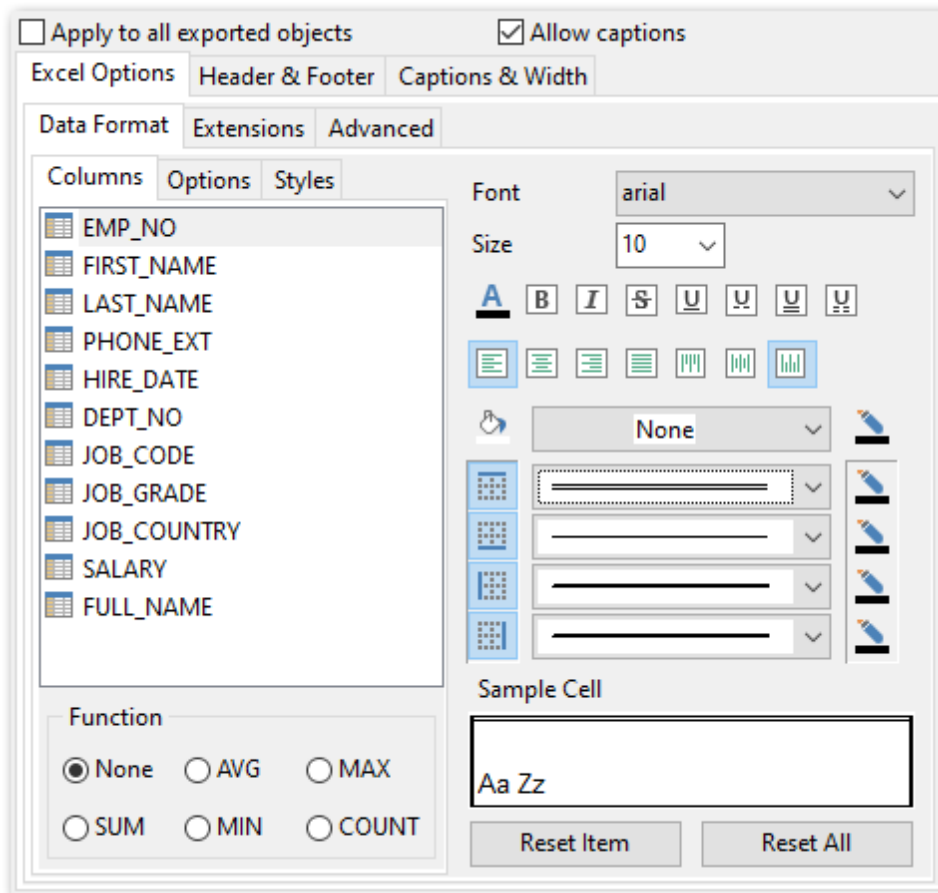 Apply to all exported objects
Allow captions
Excel Options
Header & Footer
Captions & Width
Data Format
Extensions
Advanced
Columns
Options
Styles
EMP_NO
FIRST_NAME
LAST_NAME
PHONE_EXT
HIRE_DATE
DEPT_NO
JOB_CODE
JOB_GRADE
JOB_COUNTRY
SALARY
FULL_NAME
Function
None
AVG
MAX
SUM
MIN
COUNT
Font
arial
Size
10
A B I S U U U U
None
Sample Cell
Aa Zz
Reset Item
Reset All